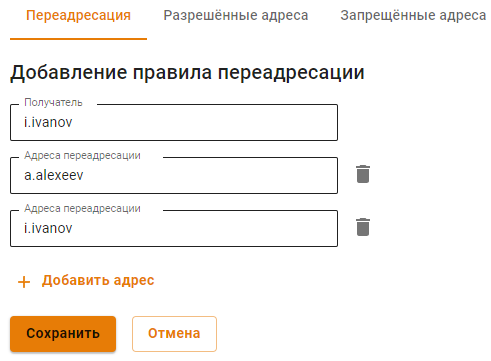 Переадресация Разрешённые адреса Запрещённые адреса
Добавление правила переадресации
Получатель
i.ivanov
Адреса переадресации
a.alexeev
Адреса переадресации
i.ivanov
+ Добавить адрес
Сохранить Отмена